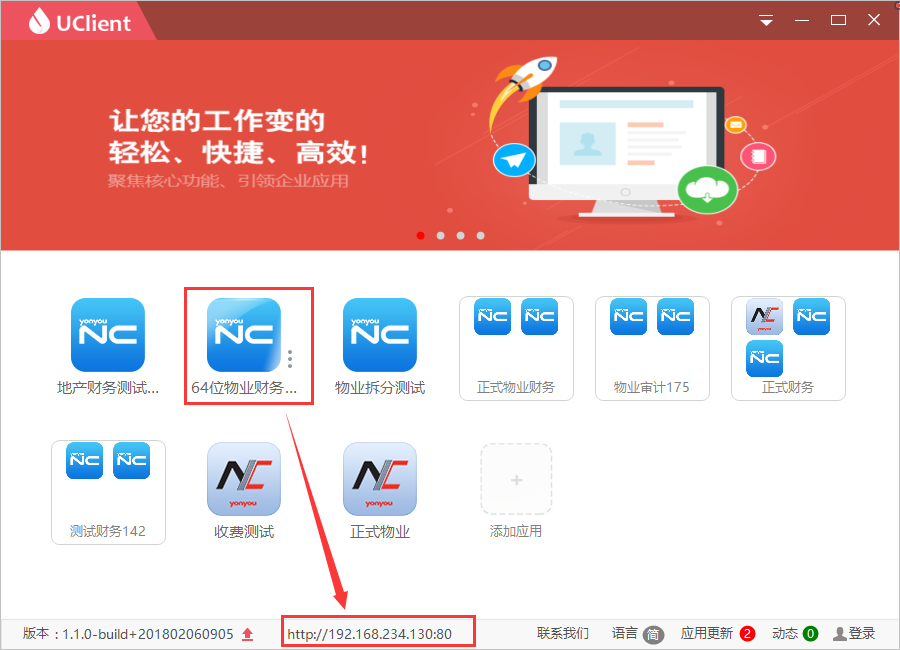 UClient
让您的工作变的
轻松、快捷、高效！
聚焦核心功能、引领企业应用
yonyou
NC
yonyou
NC
yonyou
NC
NC
NC
NC
NC
NC
yonyou
NC
NC
地产财务测试...
64位物业财务...
物业拆分测试
正式物业财务
物业审计175
正式财务
NC
NC
NC
yonyou
NC
yonyou
测试财务142
收费测试
正式物业
添加应用
版本：1.1.0-build+201802060905
http://192.168.234.130:80
联系我们
语言 简
应用更新 2
动态 0
登录